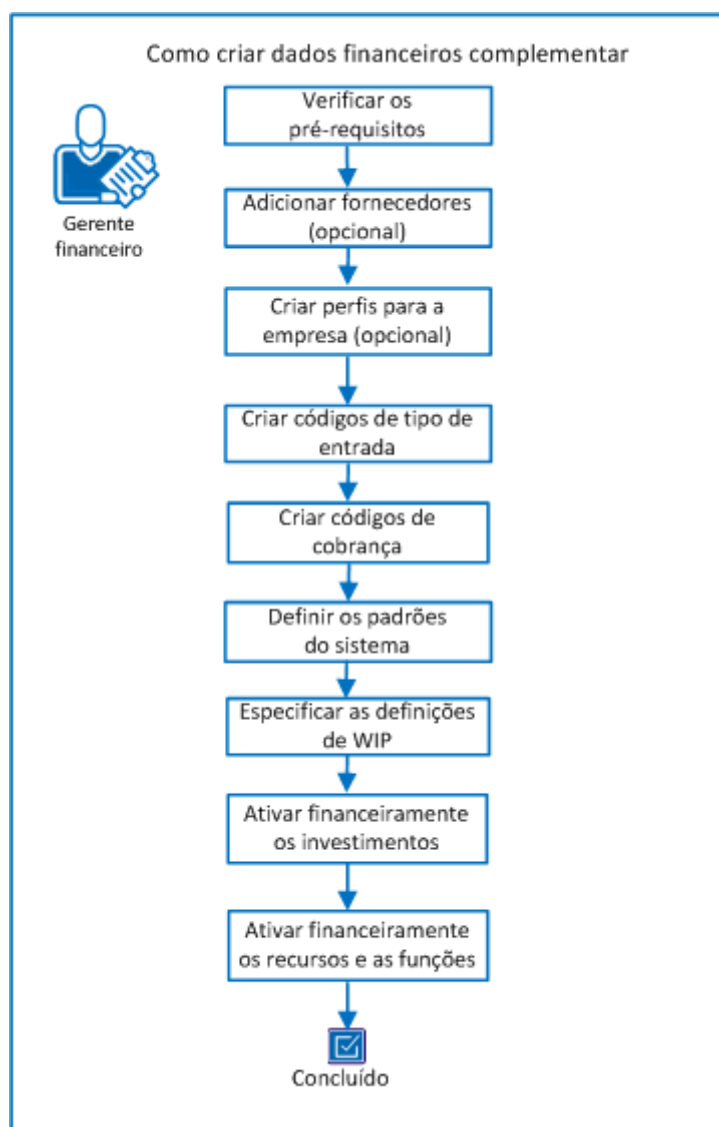 Como criar dados financeiros complementar
Verificar os
pré-requisitos
Gerente
financeiro
Adicionar fornecedores
(opcional)
Criar perfis para a
empresa (opcional)
Criar códigos de tipo de
entrada
Criar códigos de
cobrança
Definir os padrões
do sistema
Especificar as definições
de WIP
Ativar financeiramente
os investimentos
Ativar financeiramente
os recursos e as funções
Concluído